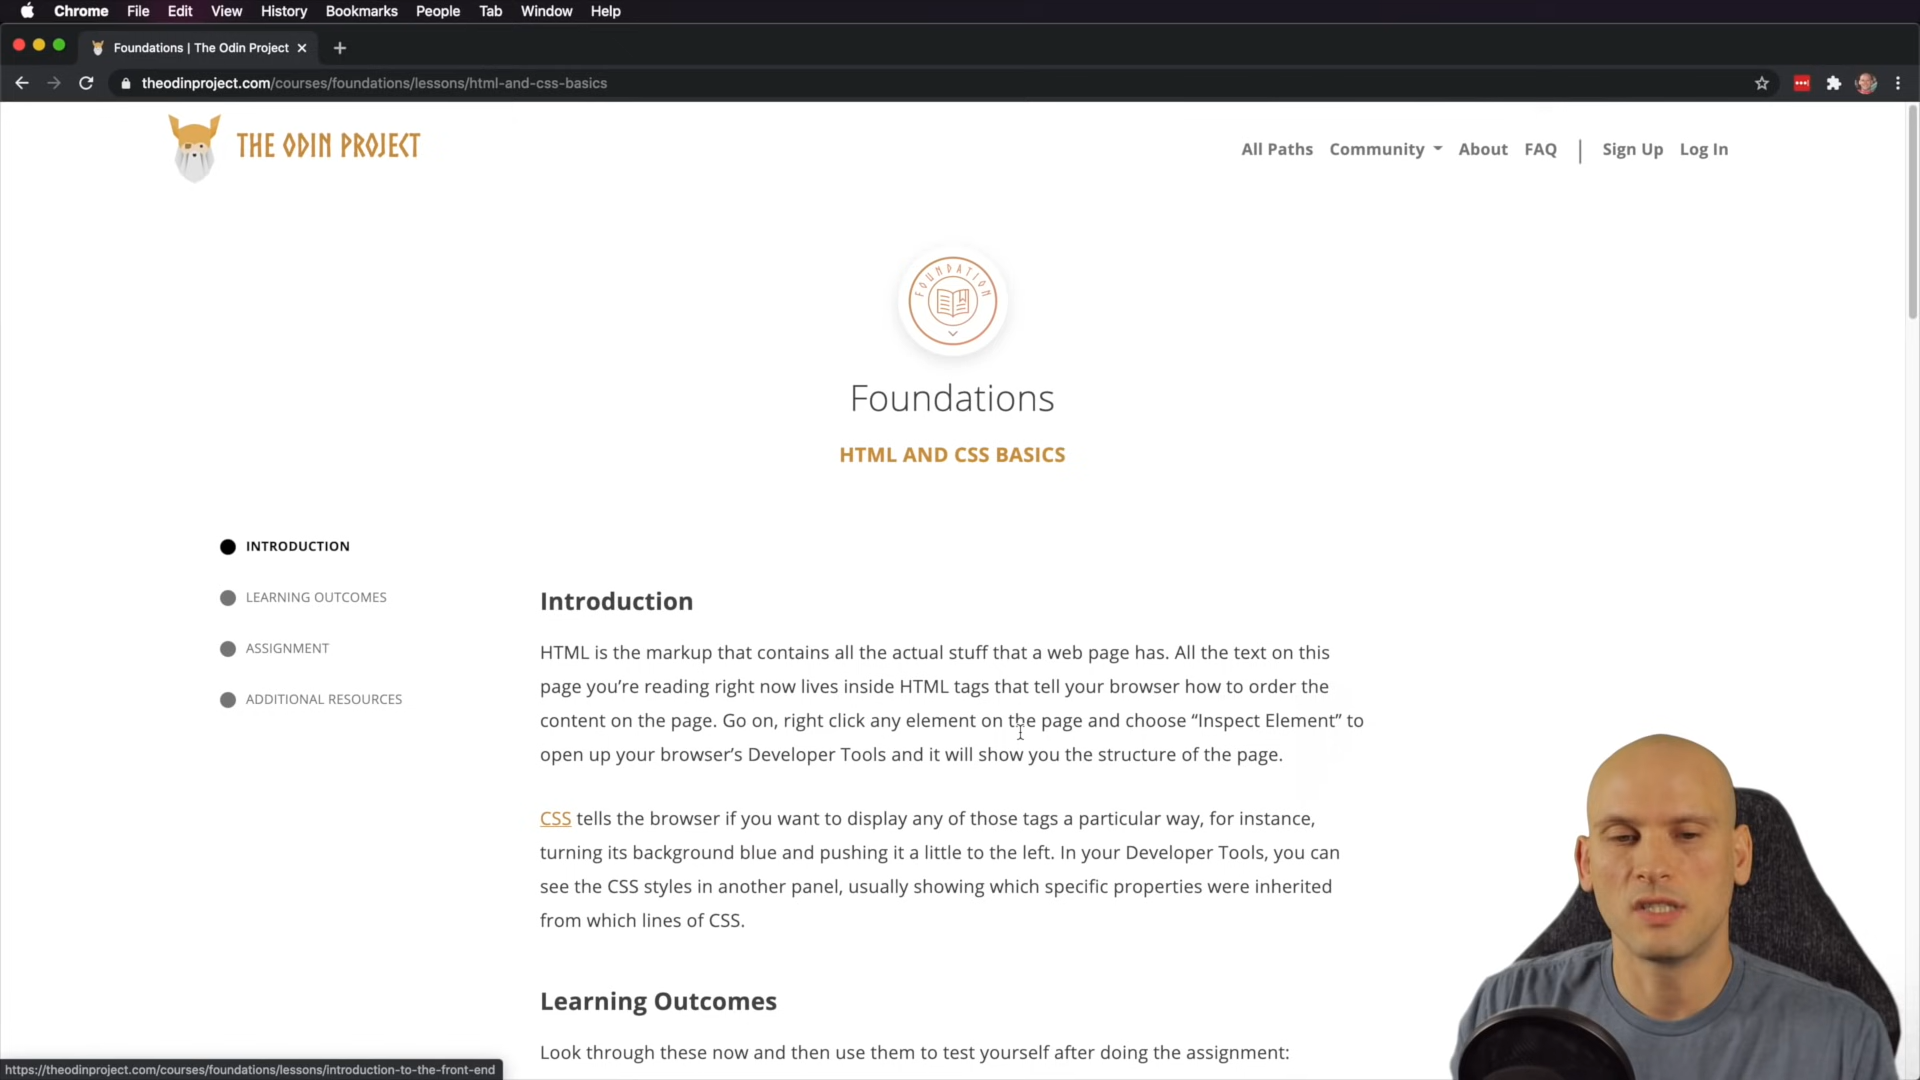 Chrome File Edit View History Bookmarks People Tab Window Help
Foundations | The Odin Project
theodinproject.com/courses/foundations/lessons/html-and-css-basics
THE ODIN PROJECT
All Paths Community About FAQ | Sign Up Log In
FOUNDATION
Foundations
HTML AND CSS BASICS
INTRODUCTION
LEARNING OUTCOMES
ASSIGNMENT
ADDITIONAL RESOURCES
Introduction
HTML is the markup that contains all the actual stuff that a web page has. All the text on this
page you’re reading right now lives inside HTML tags that tell your browser how to order the
content on the page. Go on, right click any element on the page and choose “Inspect Element” to
open up your browser’s Developer Tools and it will show you the structure of the page.
CSS tells the browser if you want to display any of those tags a particular way, for instance,
turning its background blue and pushing it a little to the left. In your Developer Tools, you can
see the CSS styles in another panel, usually showing which specific properties were inherited
from which lines of CSS.
Learning Outcomes
Look through these now and then use them to test yourself after doing the assignment:
https://theodinproject.com/courses/foundations/lessons/introduction-to-the-front-end